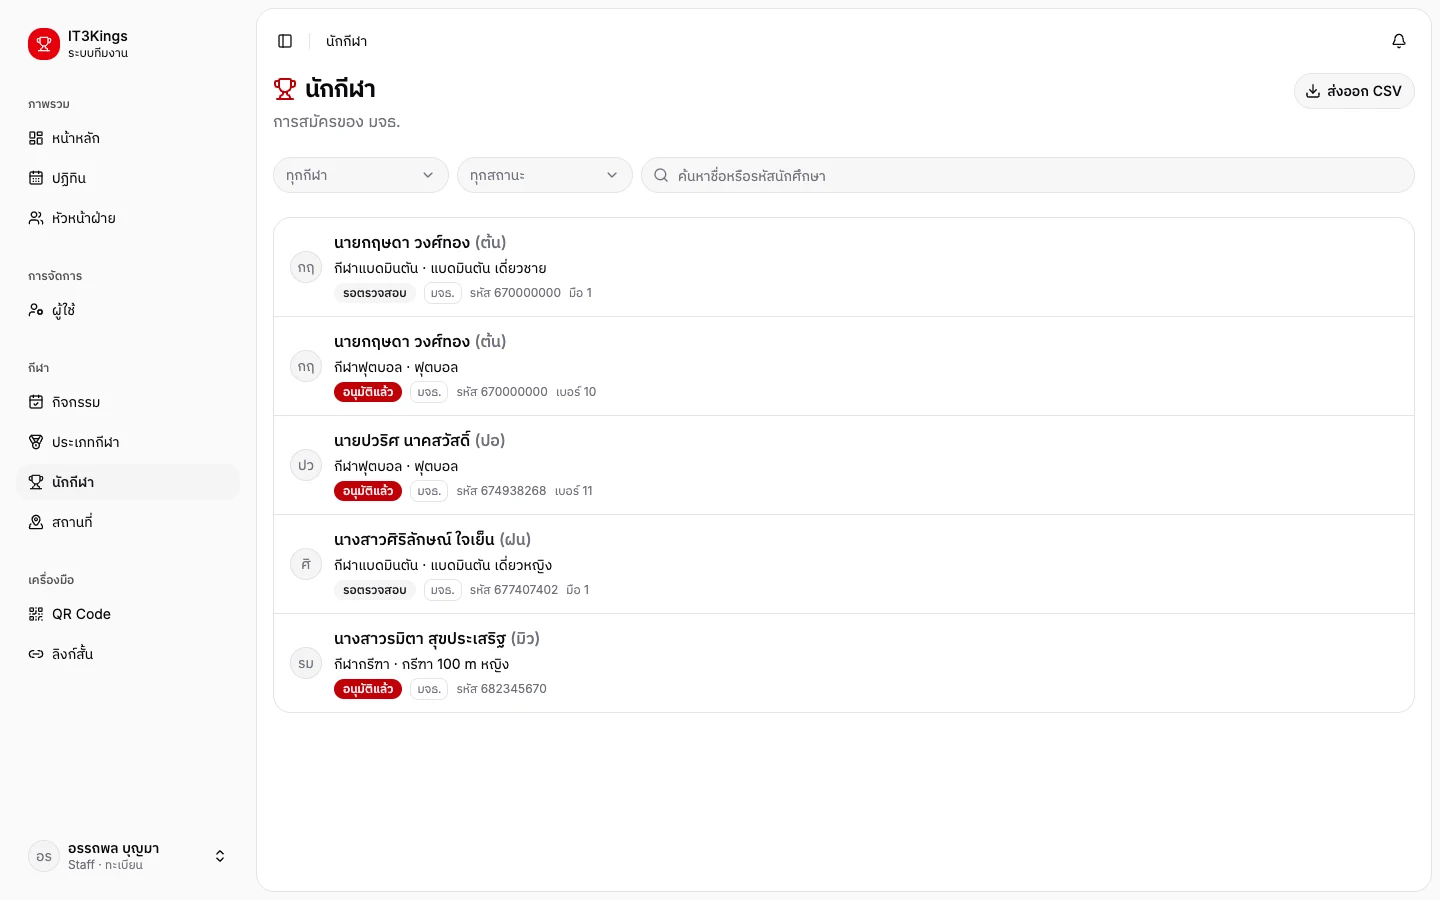 IT3Kings
ระบบทีมงาน
ภาพรวม
หน้าหลัก
ปฏิทิน
หัวหน้าฝ่าย
การจัดการ
ผู้ใช้
กีฬา
กิจกรรม
ประเภทกีฬา
นักกีฬา
สถานที่
เครื่องมือ
QR Code
ลิงก์สั้น
อร
อรรถพล บุญมา
Staff · ทะเบียน
นักกีฬา
นักกีฬา
ส่งออก CSV
การสมัครของ มจธ.
ทุกกีฬา
ทุกสถานะ
ค้นหาชื่อหรือรหัสนักศึกษา
กฤ
นายกฤษดา วงศ์ทอง (ต้น)
กีฬาแบดมินตัน · แบดมินตัน เดี่ยวชาย
รอตรวจสอบ มจธ. รหัส 670000000 มือ 1
กฤ
นายกฤษดา วงศ์ทอง (ต้น)
กีฬาฟุตบอล · ฟุตบอล
อนุมัติแล้ว มจธ. รหัส 670000000 เบอร์ 10
ปว
นายปวริศ นาคสวัสดิ์ (ปอ)
กีฬาฟุตบอล · ฟุตบอล
อนุมัติแล้ว มจธ. รหัส 674938268 เบอร์ 11
ศิ
นางสาวศิริลักษณ์ ใจเย็น (ฝน)
กีฬาแบดมินตัน · แบดมินตัน เดี่ยวหญิง
รอตรวจสอบ มจธ. รหัส 677407402 มือ 1
รม
นางสาวรมิตา สุขประเสริฐ (มิว)
กีฬากรีฑา · กรีฑา 100 m หญิง
อนุมัติแล้ว มจธ. รหัส 682345670